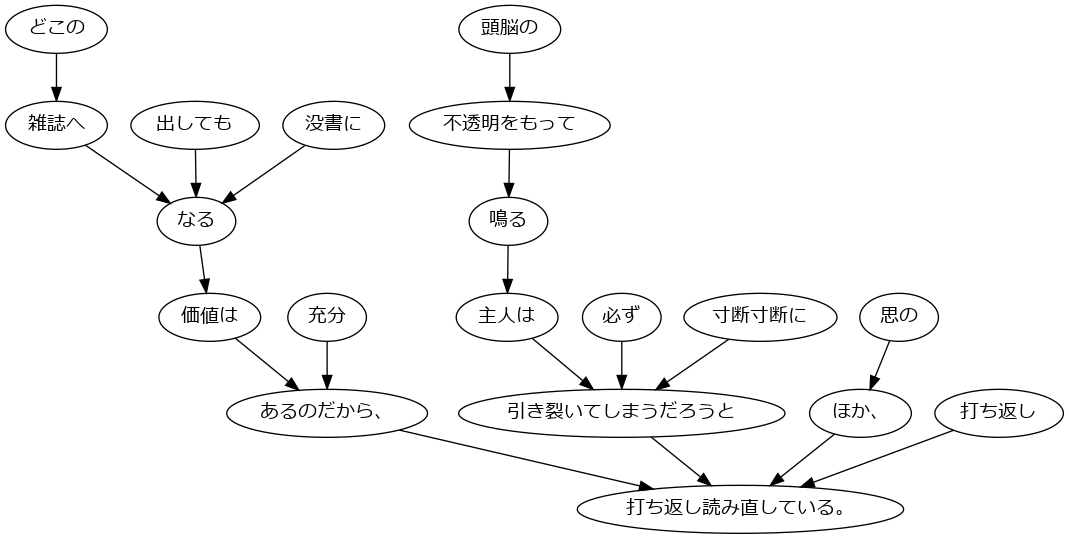 どこの
頭脳の
雑誌へ
出しても
没書に
不透明をもって
なる
鳴る
価値は
充分
主人は
必ず
寸断寸断に
思の
あるのだから、
引き裂いてしまうだろうと
ほか、
打ち返し
打ち返し読み直している。